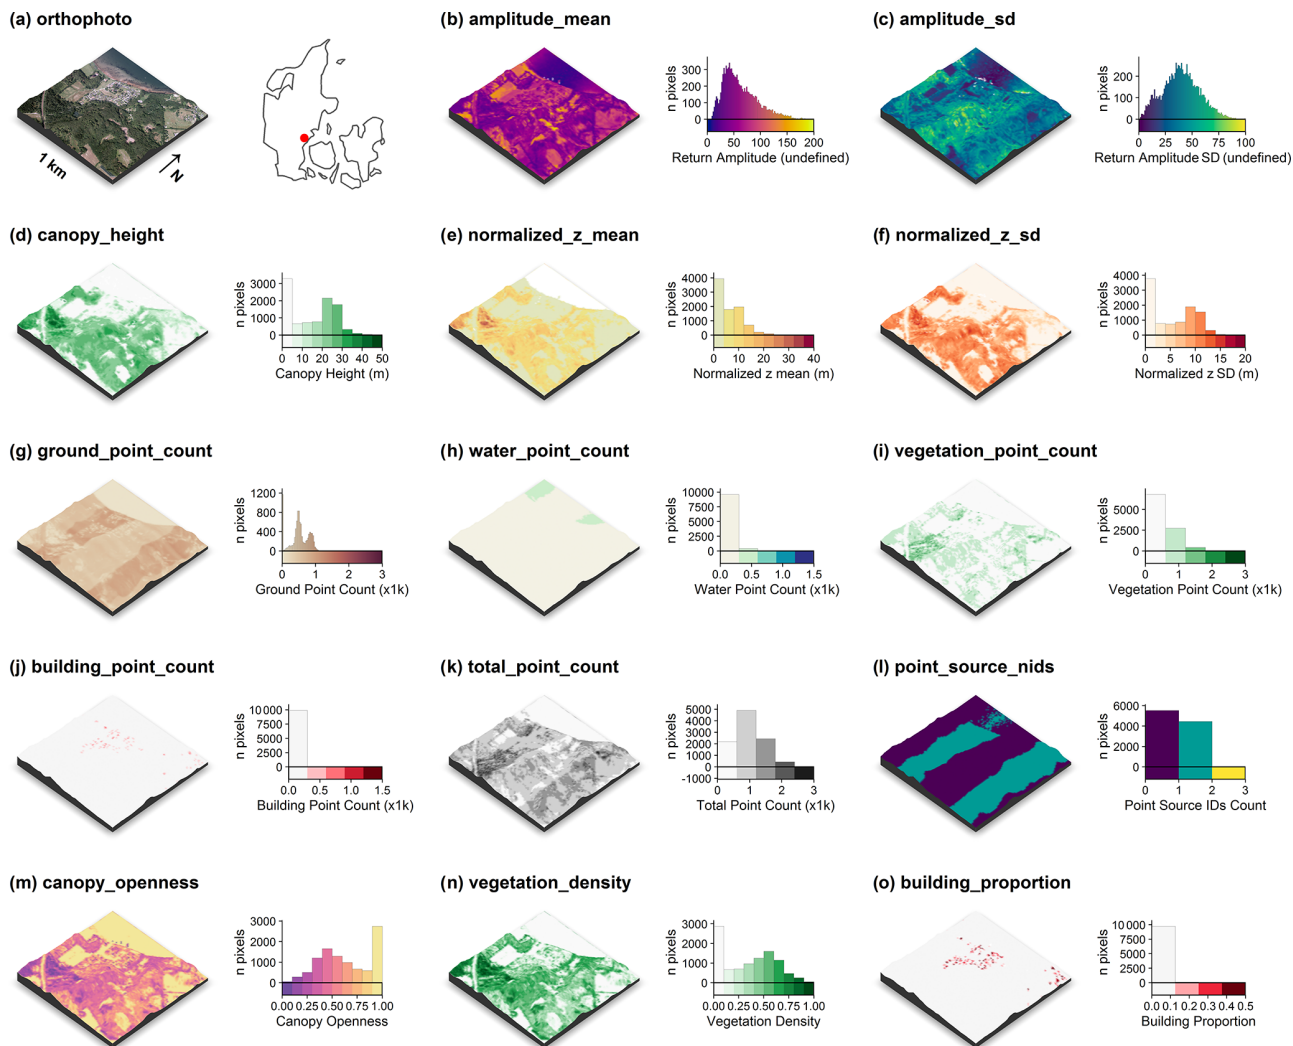 (a) orthophoto
1 km
N
(b) amplitude_mean
n pixels
300
200
100
0
0 50 100 150 200
Return Amplitude (undefined)
(c) amplitude_sd
n pixels
200
100
0
0 25 50 75 100
Return Amplitude SD (undefined)
(d) canopy_height
n pixels
3000
2000
1000
0
0 10 20 30 40 50
Canopy Height (m)
(e) normalized_z_mean
n pixels
4000
3000
2000
1000
0
0 10 20 30 40
Normalized z mean (m)
(f) normalized_z_sd
n pixels
4000
3000
2000
1000
0
0 5 10 15 20
Normalized z SD (m)
(g) ground_point_count
n pixels
1200
800
400
0
0 1 2 3
Ground Point Count (x1k)
(h) water_point_count
n pixels
10000
7500
5000
2500
0
0.0 0.5 1.0 1.5
Water Point Count (x1k)
(i) vegetation_point_count
n pixels
5000
2500
0
0 1 2 3
Vegetation Point Count (x1k)
(j) building_point_count
n pixels
10 000
7500
5000
2500
0
0.0 0.5 1.0 1.5
Building Point Count (x1k)
(k) total_point_count
n pixels
5000
4000
3000
2000
1000
0
-1000
0 1 2 3
Total Point Count (x1k)
(l) point_source_nids
n pixels
6000
4000
2000
0
0 1 2 3
Point Source IDs Count
(m) canopy_openness
n pixels
3000
2000
1000
0
0.00 0.25 0.50 0.75 1.00
Canopy Openness
(n) vegetation_density
n pixels
3000
2000
1000
0
0.00 0.25 0.50 0.75 1.00
Vegetation Density
(o) building_proportion
n pixels
10 000
7500
5000
2500
0
0.0 0.1 0.2 0.3 0.4 0.5
Building Proportion